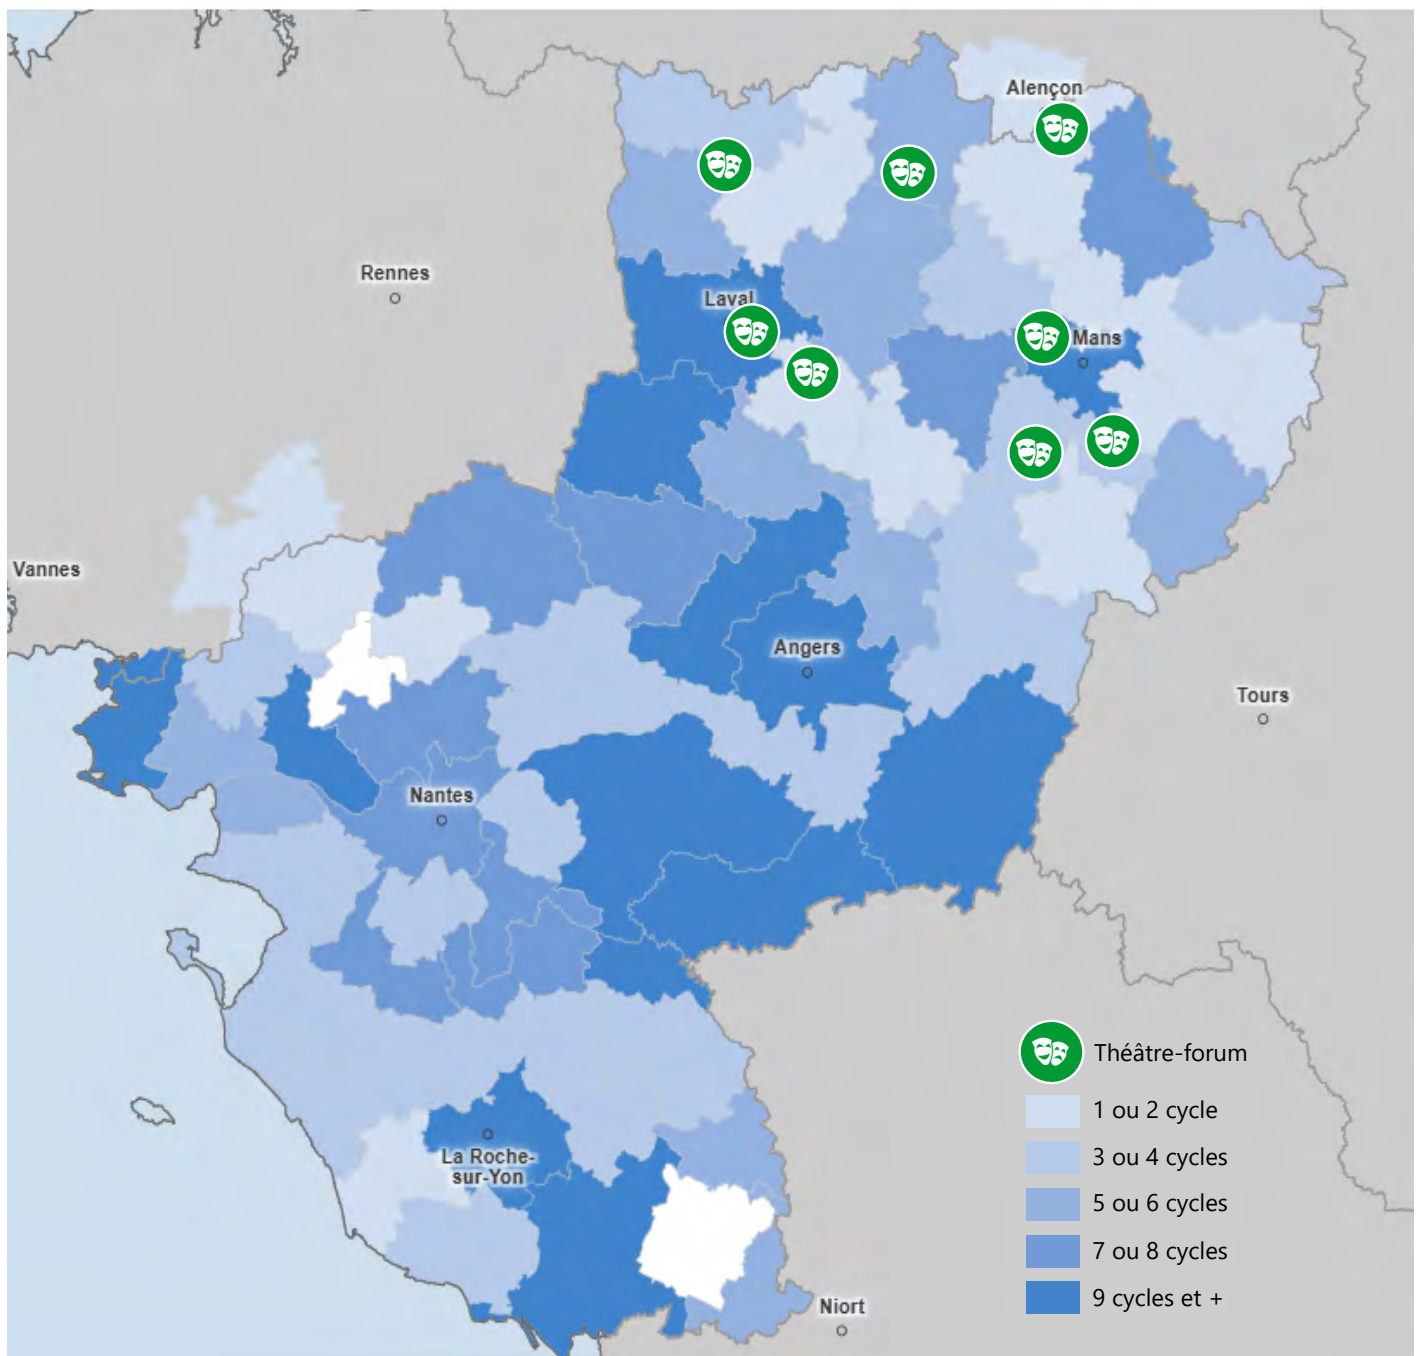 Alençon
Rennes
Laval
Mans
Vannes
Angers
Tours
Nantes
La Roche-
sur-Yon
Niort
Théâtre-forum
1 ou 2 cycle
3 ou 4 cycles
5 ou 6 cycles
7 ou 8 cycles
9 cycles et +